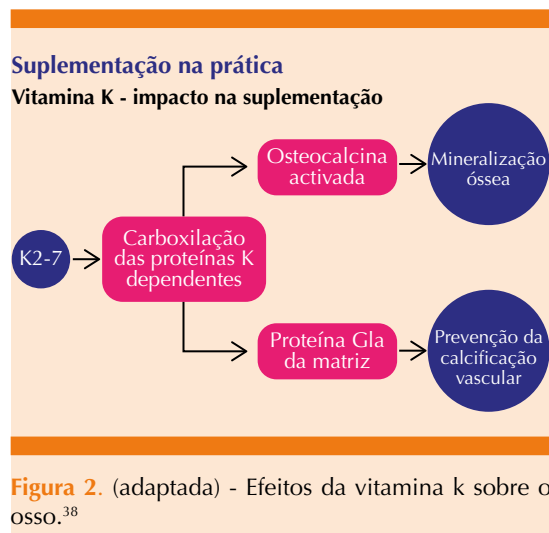 Suplementação na prática
Vitamina K - impacto na suplementação
Osteocalcina
activada
Mineralização
óssea
K2-7
Carboxilação
das proteínas K
dependentes
Proteína Gla
da matriz
Prevenção da
calcificação
vascular
Figura 2. (adaptada) - Efeitos da vitamina k sobre o
osso.³⁸